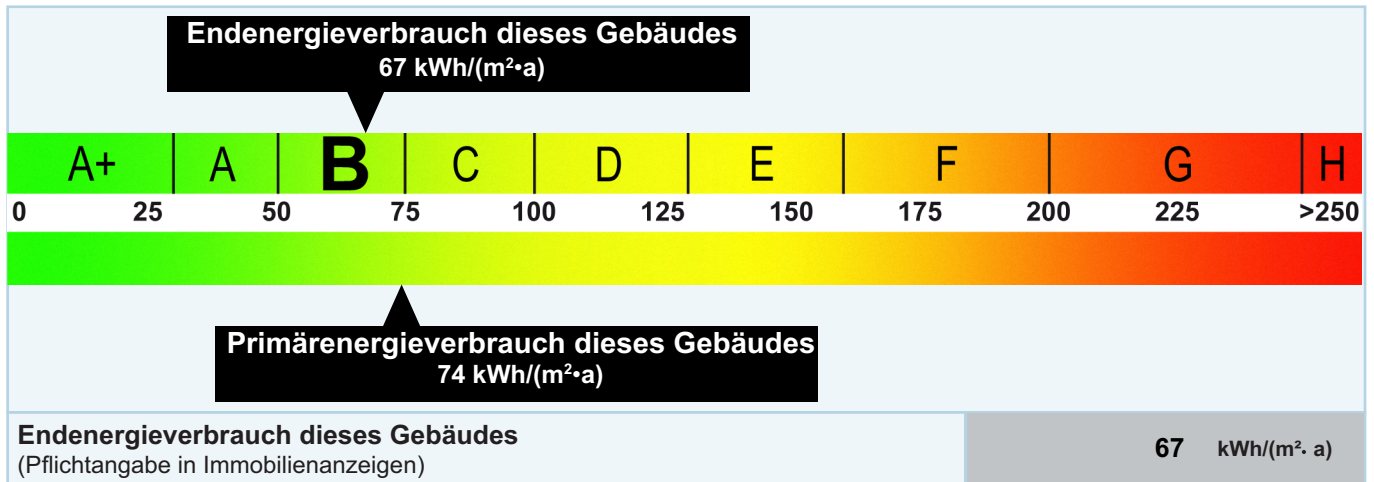 Endenergieverbrauch dieses Gebäudes
67 kWh/(m²•a)
A+ A B C D E F G H
0 25 50 75 100 125 150 175 200 225 >250
Primärenergieverbrauch dieses Gebäudes
74 kWh/(m²•a)
Endenergieverbrauch dieses Gebäudes
(Pflichtangabe in Immobilienanzeigen)
67 kWh/(m²· a)